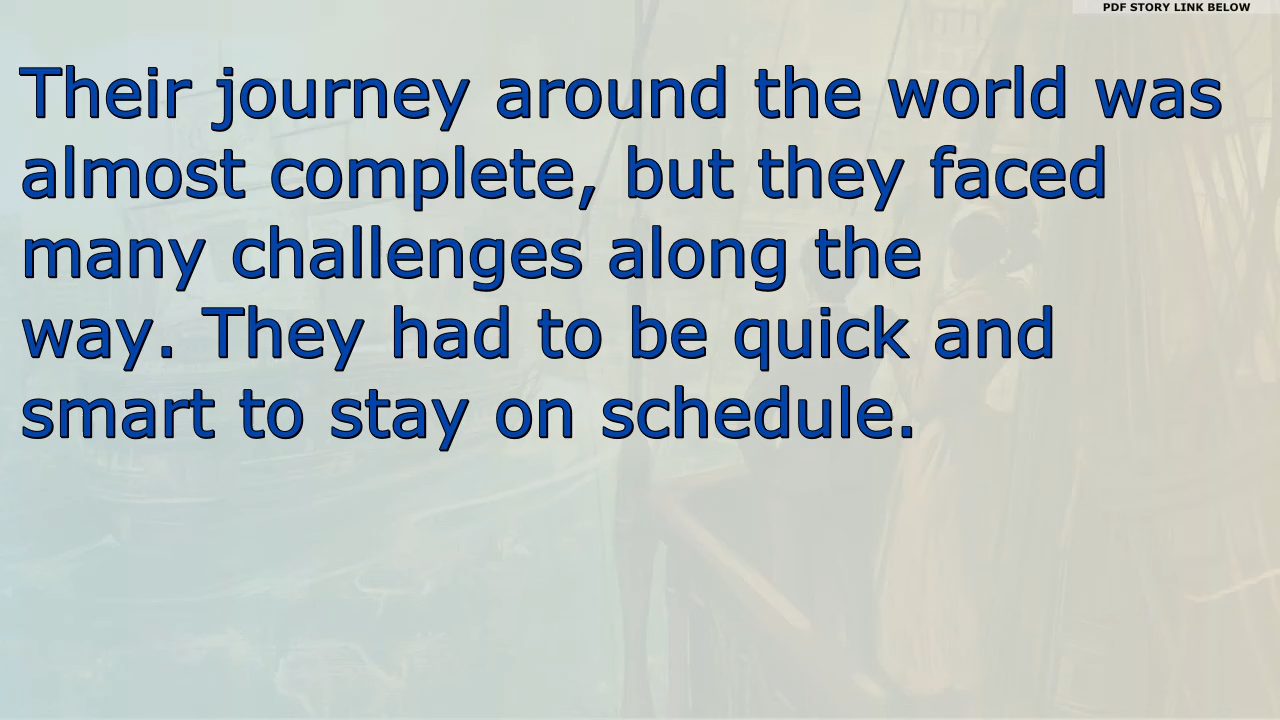 PDF STORY LINK BELOW
Their journey around the world was
almost complete, but they faced
many challenges along the
way. They had to be quick and
smart to stay on schedule.